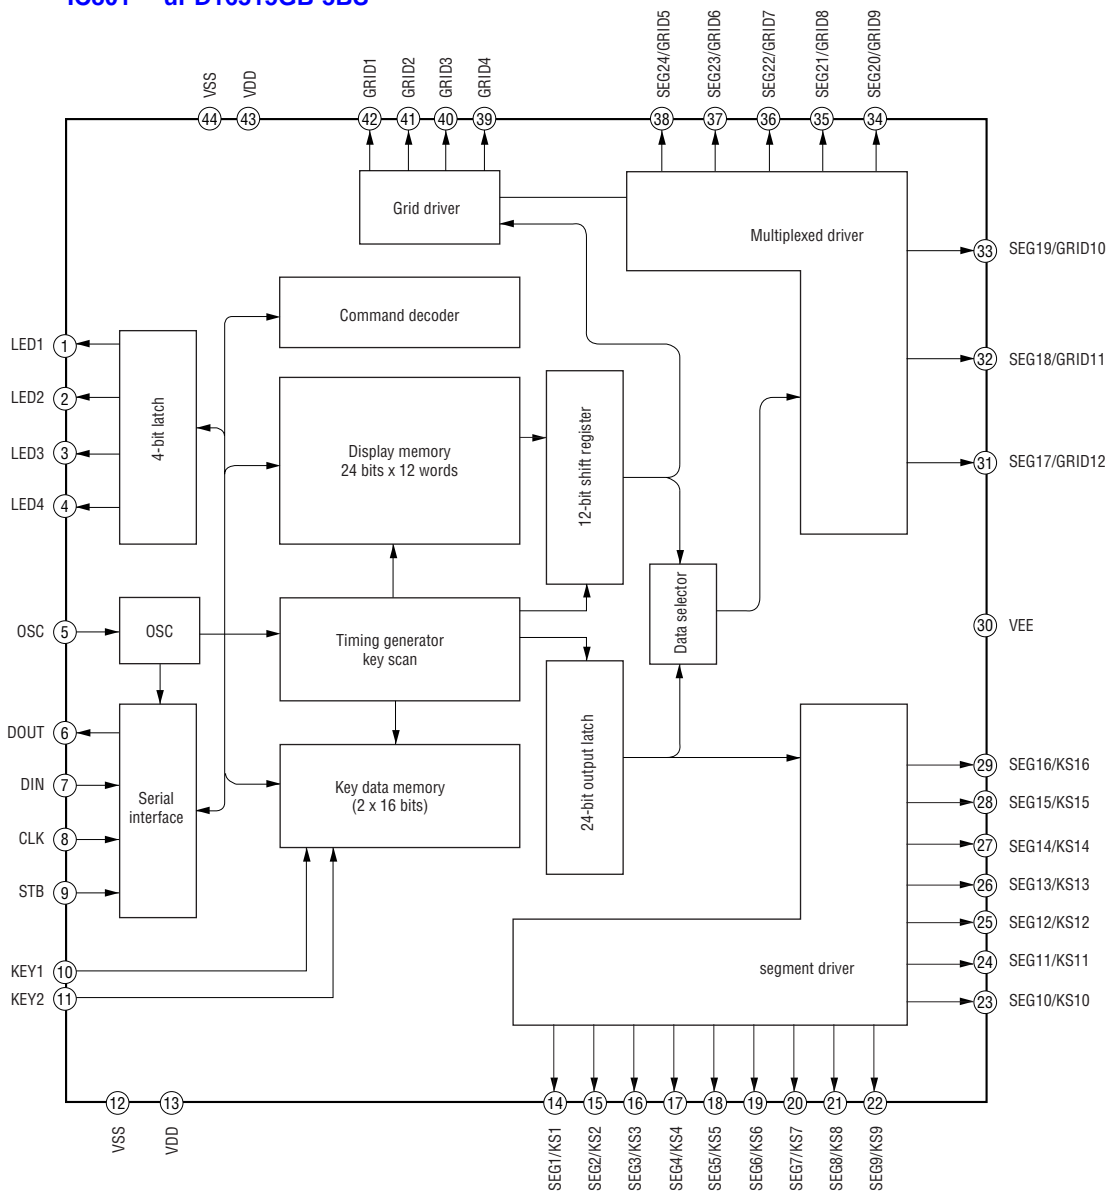 SEG24/GRID5
SEG23/GRID6
SEG22/GRID7
SEG21/GRID8
SEG20/GRID9
GRID1
GRID2
GRID3
GRID4
VSS
VDD
44
43
42
41
40
39
38
37
36
35
34
Grid driver
Multiplexed driver
33
SEG19/GRID10
Command decoder
LED1
1
32
SEG18/GRID11
LED2
2
4-bit latch
LED3
3
Display memory
24 bits x 12 words
12-bit shift register
31
SEG17/GRID12
LED4
4
Data selector
OSC
5
OSC
Timing generator
key scan
30
VEE
DOUT
6
24-bit output latch
29
SEG16/KS16
DIN
7
Serial
interface
Key data memory
(2 x 16 bits)
28
SEG15/KS15
CLK
8
27
SEG14/KS14
STB
9
26
SEG13/KS13
25
SEG12/KS12
KEY1
10
segment driver
24
SEG11/KS11
KEY2
11
23
SEG10/KS10
12
13
14
15
16
17
18
19
20
21
22
VSS
VDD
SEG1/KS1
SEG2/KS2
SEG3/KS3
SEG4/KS4
SEG5/KS5
SEG6/KS6
SEG7/KS7
SEG8/KS8
SEG9/KS9